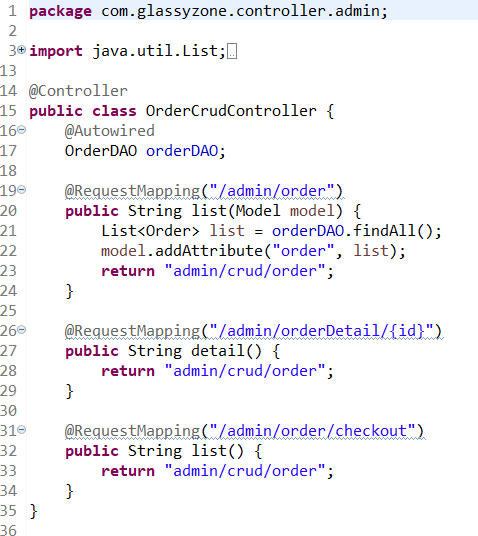 1 package com.glassyzone.controller.admin;
2
3 import java.util.List;
13
14 @Controller
15 public class OrderCrudController {
16     @Autowired
17     OrderDAO orderDAO;
18
19     @RequestMapping("/admin/order")
20     public String list(Model model) {
21         List<Order> list = orderDAO.findAll();
22         model.addAttribute("order", list);
23         return "admin/crud/order";
24     }
25
26     @RequestMapping("/admin/orderDetail/{id}")
27     public String detail() {
28         return "admin/crud/order";
29     }
30
31     @RequestMapping("/admin/order/checkout")
32     public String list() {
33         return "admin/crud/order";
34     }
35 }
36